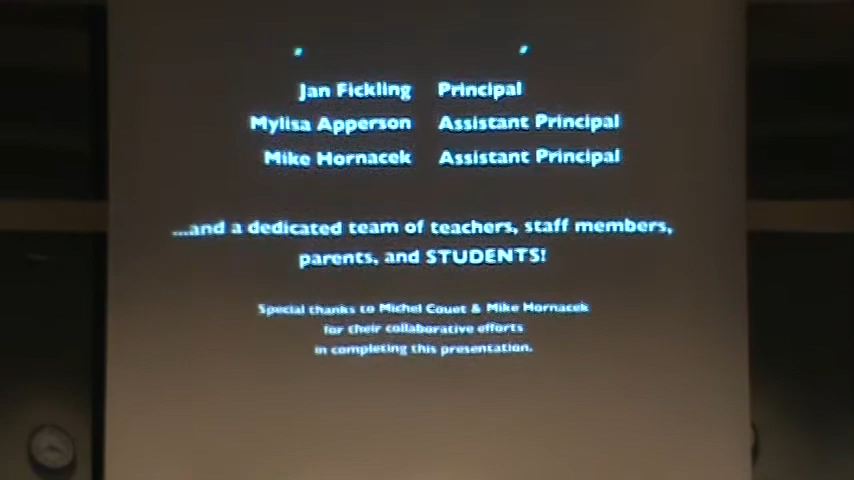 Jan Fickling Principal
Mylisa Apperson Assistant Principal
Mike Hornacek Assistant Principal
...and a dedicated team of teachers, staff members,
parents, and STUDENTS!
Special thanks to Michel Couet & Mike Hornacek
for their collaborative efforts
in completing this presentation.